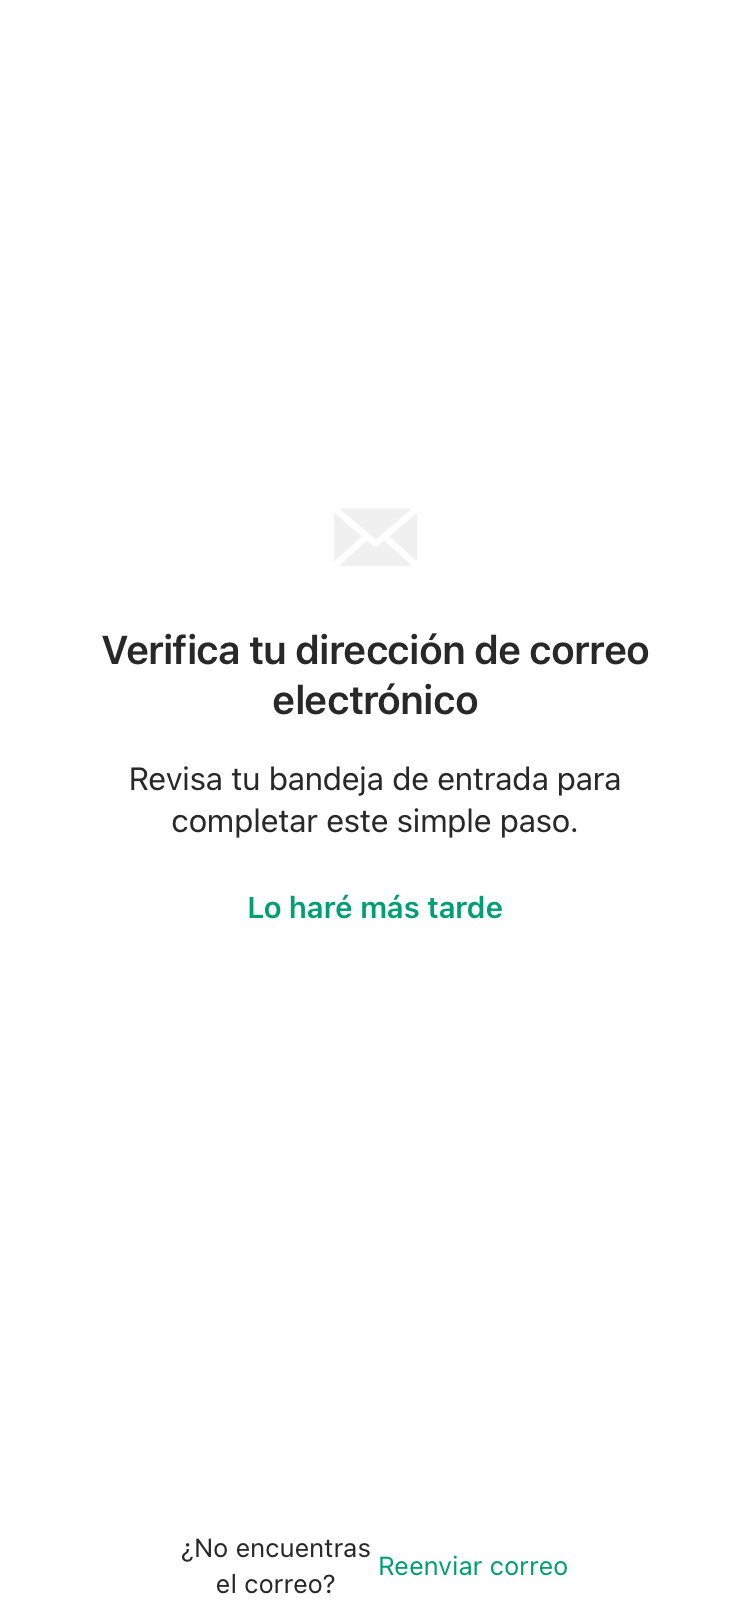 Verifica tu dirección de correo
electrónico
Revisa tu bandeja de entrada para
completar este simple paso.
Lo haré más tarde
¿No encuentras
el correo?
Reenviar correo